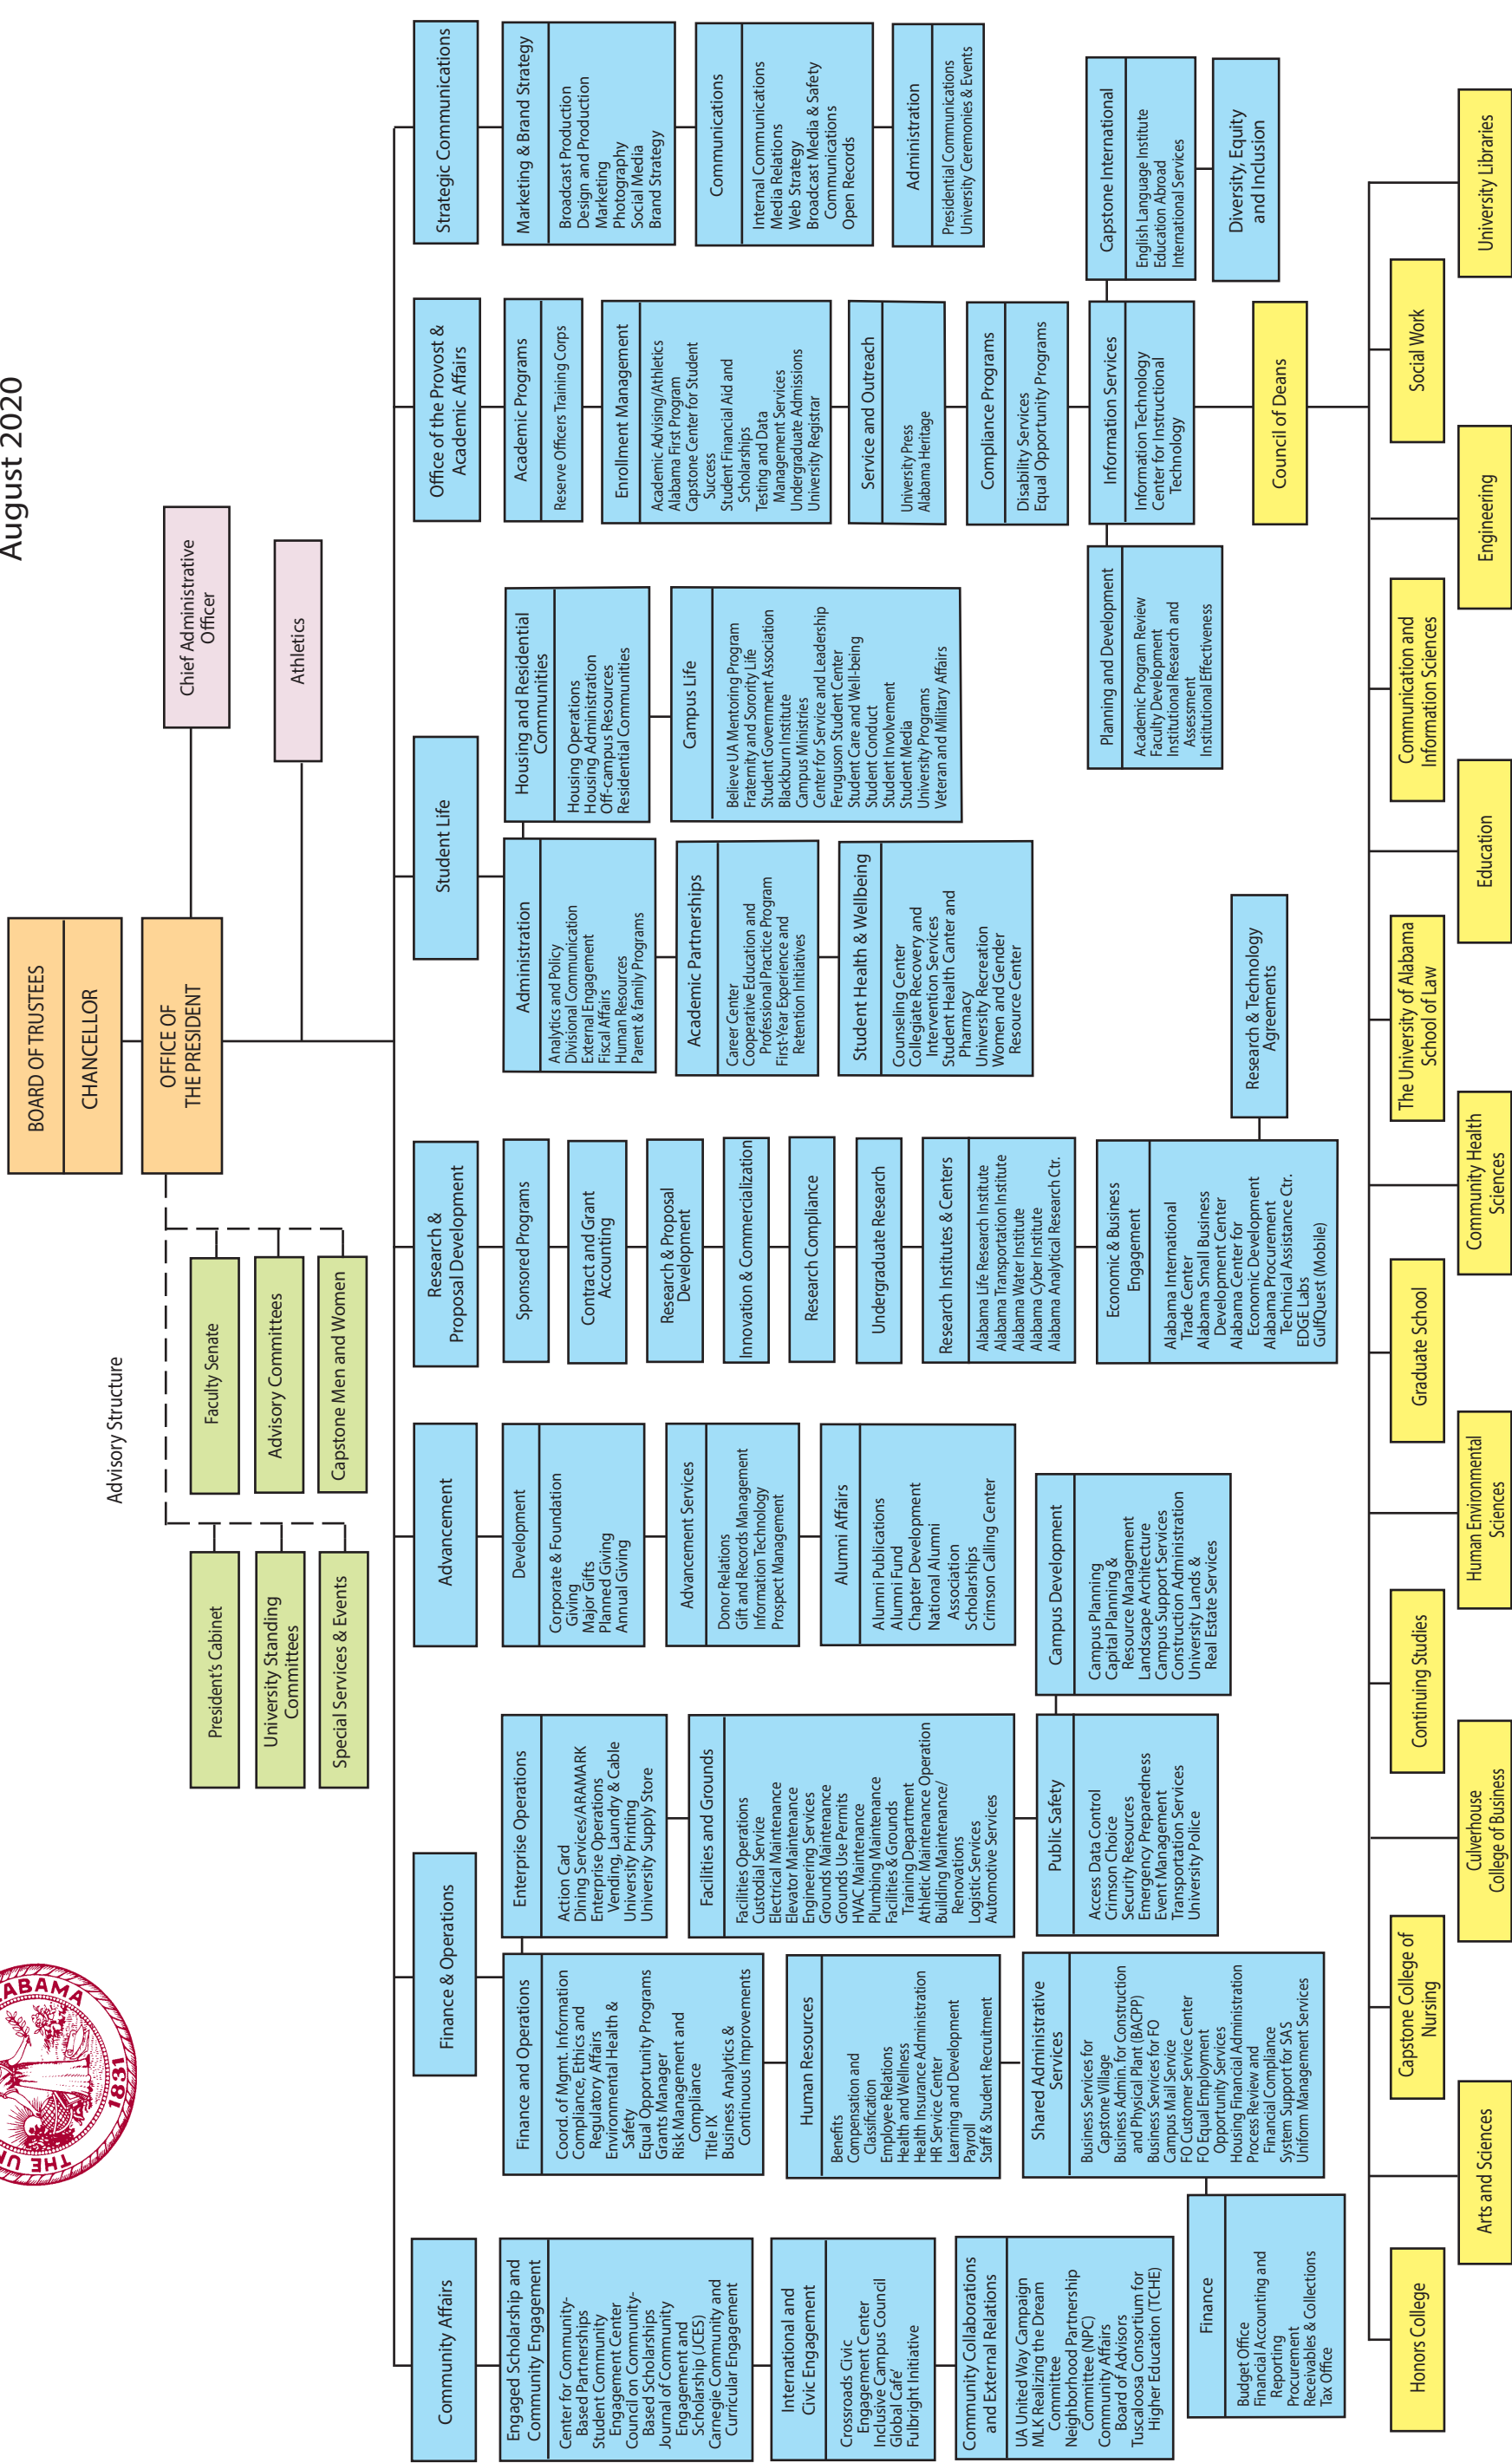 August 2020
THE UN
ABAMA
1831
BOARD OF TRUSTEES
CHANCELLOR
OFFICE OF
THE PRESIDENT
Chief Administrative
Officer
Athletics
Advisory Structure
President's Cabinet
University Standing
Committees
Special Services & Events
Faculty Senate
Advisory Committees
Capstone Men and Women
Community Affairs
Engaged Scholarship and
Community Engagement
Center for Community-
Based Partnerships
Student Community
Engagement Center
Council on Community-
Based Scholarships
Journal of Community
Engagement and
Scholarship (JCES)
Carnegie Community and
Curricular Engagement
International and
Civic Engagement
Crossroads Civic
Engagement Center
Inclusive Campus Council
Global Cafe'
Fulbright Initiative
Community Collaborations
and External Relations
UA United Way Campaign
MLK Realizing the Dream
Committee
Neighborhood Partnership
Committee (NPC)
Community Affairs
Board of Advisors
Tuscaloosa Consortium for
Higher Education (TCHE)
Finance & Operations
Finance and Operations
Coord. of Mgmt. Information
Compliance, Ethics and
Regulatory Affairs
Environmental Health &
Safety
Equal Opportunity Programs
Grants Manager
Risk Management and
Compliance
Title IX
Business Analytics &
Continuous Improvements
Human Resources
Benefits
Compensation and
Classification
Employee Relations
Health and Wellness
Health Insurance Administration
HR Service Center
Learning and Development
Payroll
Staff & Student Recruitment
Shared Administrative
Services
Business Services for
Capstone Village
Business Admin. for Construction
and Physical Plant (BACPP)
Business Services for FO
Campus Mail Service
FO Customer Service Center
FO Equal Employment
Opportunity Services
Housing Financial Administration
Process Review and
Financial Compliance
System Support for SAS
Uniform Management Services
Finance
Budget Office
Financial Accounting and
Reporting
Procurement
Receivables & Collections
Tax Office
Enterprise Operations
Action Card
Dining Services/ARAMARK
Enterprise Operations
Vending, Laundry & Cable
University Printing
University Supply Store
Facilities and Grounds
Facilities Operations
Custodial Service
Electrical Maintenance
Elevator Maintenance
Engineering Services
Grounds Maintenance
Grounds Use Permits
HVAC Maintenance
Plumbing Maintenance
Facilities & Grounds
Training Department
Athletic Maintenance Operation
Building Maintenance/
Renovations
Logistic Services
Automotive Services
Public Safety
Access Data Control
Crimson Choice
Security Resources
Emergency Preparedness
Event Management
Transportation Services
University Police
Campus Development
Campus Planning
Capital Planning &
Resource Management
Landscape Architecture
Campus Support Services
Construction Administration
University Lands &
Real Estate Services
Advancement
Development
Corporate & Foundation
Giving
Major Gifts
Planned Giving
Annual Giving
Advancement Services
Donor Relations
Gift and Records Management
Information Technology
Prospect Management
Alumni Affairs
Alumni Publications
Alumni Fund
Chapter Development
National Alumni
Association
Scholarships
Crimson Calling Center
Research &
Proposal Development
Sponsored Programs
Contract and Grant
Accounting
Research & Proposal
Development
Innovation & Commercialization
Research Compliance
Undergraduate Research
Research Institutes & Centers
Alabama Life Research Institute
Alabama Transportation Institute
Alabama Water Institute
Alabama Cyber Institute
Alabama Analytical Research Ctr.
Economic & Business
Engagement
Alabama International
Trade Center
Alabama Small Business
Development Center
Alabama Center for
Economic Development
Alabama Procurement
Technical Assistance Ctr.
EDGE Labs
GulfQuest (Mobile)
Research & Technology
Agreements
Student Life
Administration
Analytics and Policy
Divisional Communication
External Engagement
Fiscal Affairs
Human Resources
Parent & family Programs
Academic Partnerships
Career Center
Cooperative Education and
Professional Practice Program
First-Year Experience and
Retention Initiatives
Student Health & Wellbeing
Counseling Center
Collegiate Recovery and
Intervention Services
Student Health Canter and
Pharmacy
University Recreation
Women and Gender
Resource Center
Housing and Residential
Communities
Housing Operations
Housing Administration
Off-campus Resources
Residential Communities
Campus Life
Believe UA Mentoring Program
Fraternity and Sorority Life
Student Government Association
Blackburn Institute
Campus Ministries
Center for Service and Leadership
Feruguson Student Center
Student Care and Well-being
Student Conduct
Student Involvement
Student Media
University Programs
Veteran and Military Affairs
Office of the Provost &
Academic Affairs
Academic Programs
Reserve Officers Training Corps
Enrollment Management
Academic Advising/Athletics
Alabama First Program
Capstone Center for Student
Success
Student Financial Aid and
Scholarships
Testing and Data
Management Services
Undergraduate Admissions
University Registrar
Service and Outreach
University Press
Alabama Heritage
Compliance Programs
Disability Services
Equal Opportunity Programs
Planning and Development
Academic Program Review
Faculty Development
Institutional Research and
Assessment
Institutional Effectiveness
Information Services
Information Technology
Center for Instructional
Technology
Capstone International
English Language Institute
Education Abroad
International Services
Diversity, Equity
and Inclusion
Council of Deans
Strategic Communications
Marketing & Brand Strategy
Broadcast Production
Design and Production
Marketing
Photography
Social Media
Brand Strategy
Communications
Internal Communications
Media Relations
Web Strategy
Broadcast Media & Safety
Communications
Open Records
Administration
Presidential Communications
University Ceremonies & Events
Honors College
Arts and Sciences
Capstone College of
Nursing
Culverhouse
College of Business
Continuing Studies
Human Environmental
Sciences
Graduate School
Community Health
Sciences
The University of Alabama
School of Law
Education
Communication and
Information Sciences
Engineering
Social Work
University Libraries